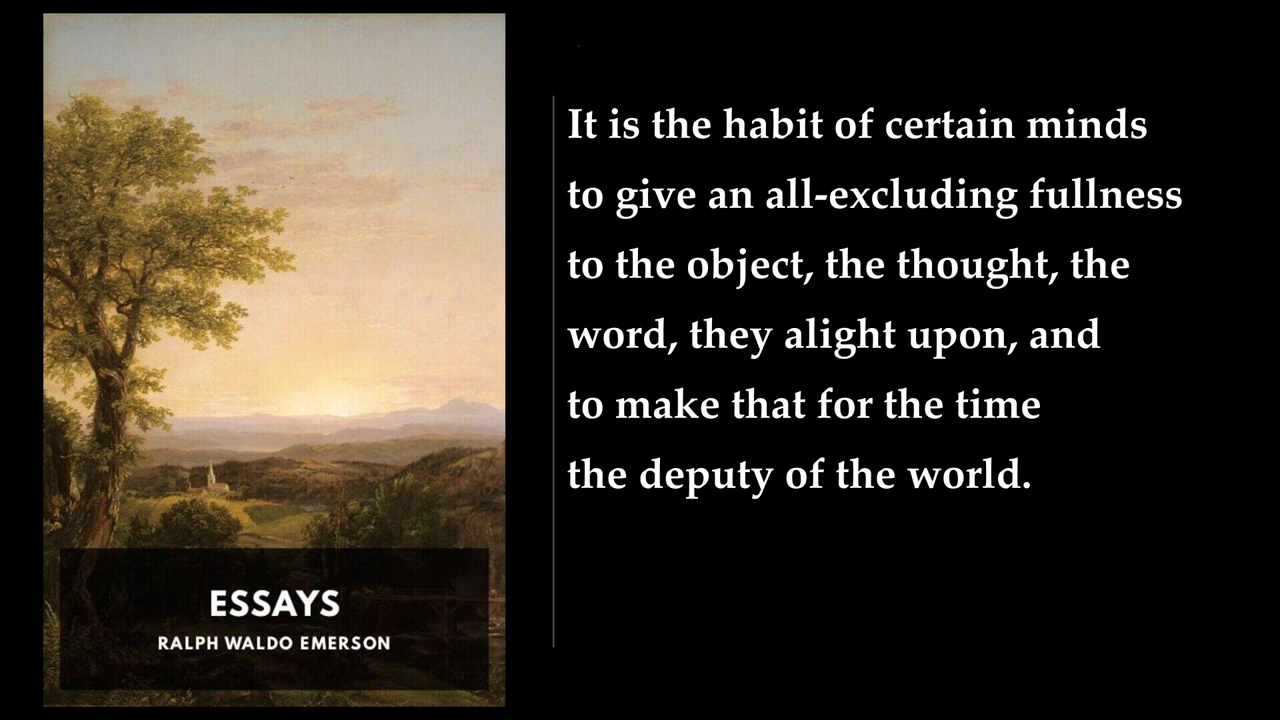 It is the habit of certain minds
to give an all-excluding fullness
to the object, the thought, the
word, they alight upon, and
to make that for the time
the deputy of the world.
ESSAYS
RALPH WALDO EMERSON